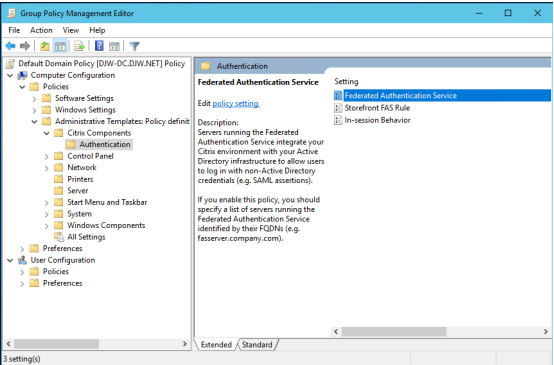 Group Policy Management Editor
File Action View Help
Default Domain Policy [DJW-DC.DJW.NET] Policy
Computer Configuration
Policies
Software Settings
Windows Settings
Administrative Templates: Policy definit
Citrix Components
Authentication
Control Panel
Network
Printers
Server
Start Menu and Taskbar
System
Windows Components
All Settings
Preferences
User Configuration
Policies
Preferences
Authentication
Federated Authentication Service
Edit policy setting.
Description:
Servers running the Federated
Authentication Service integrate your
Citrix environment with your Active
Directory infrastructure to allow users
to log in with non-Active Directory
credentials (e.g. SAML assertions).
If you enable this policy, you should
specify a list of servers running the
Federated Authentication Service
identified by their FQDNs (e.g.
fasserver.company.com).
Setting
Federated Authentication Service
Storefront FAS Rule
In-session Behavior
Extended Standard
3 setting(s)